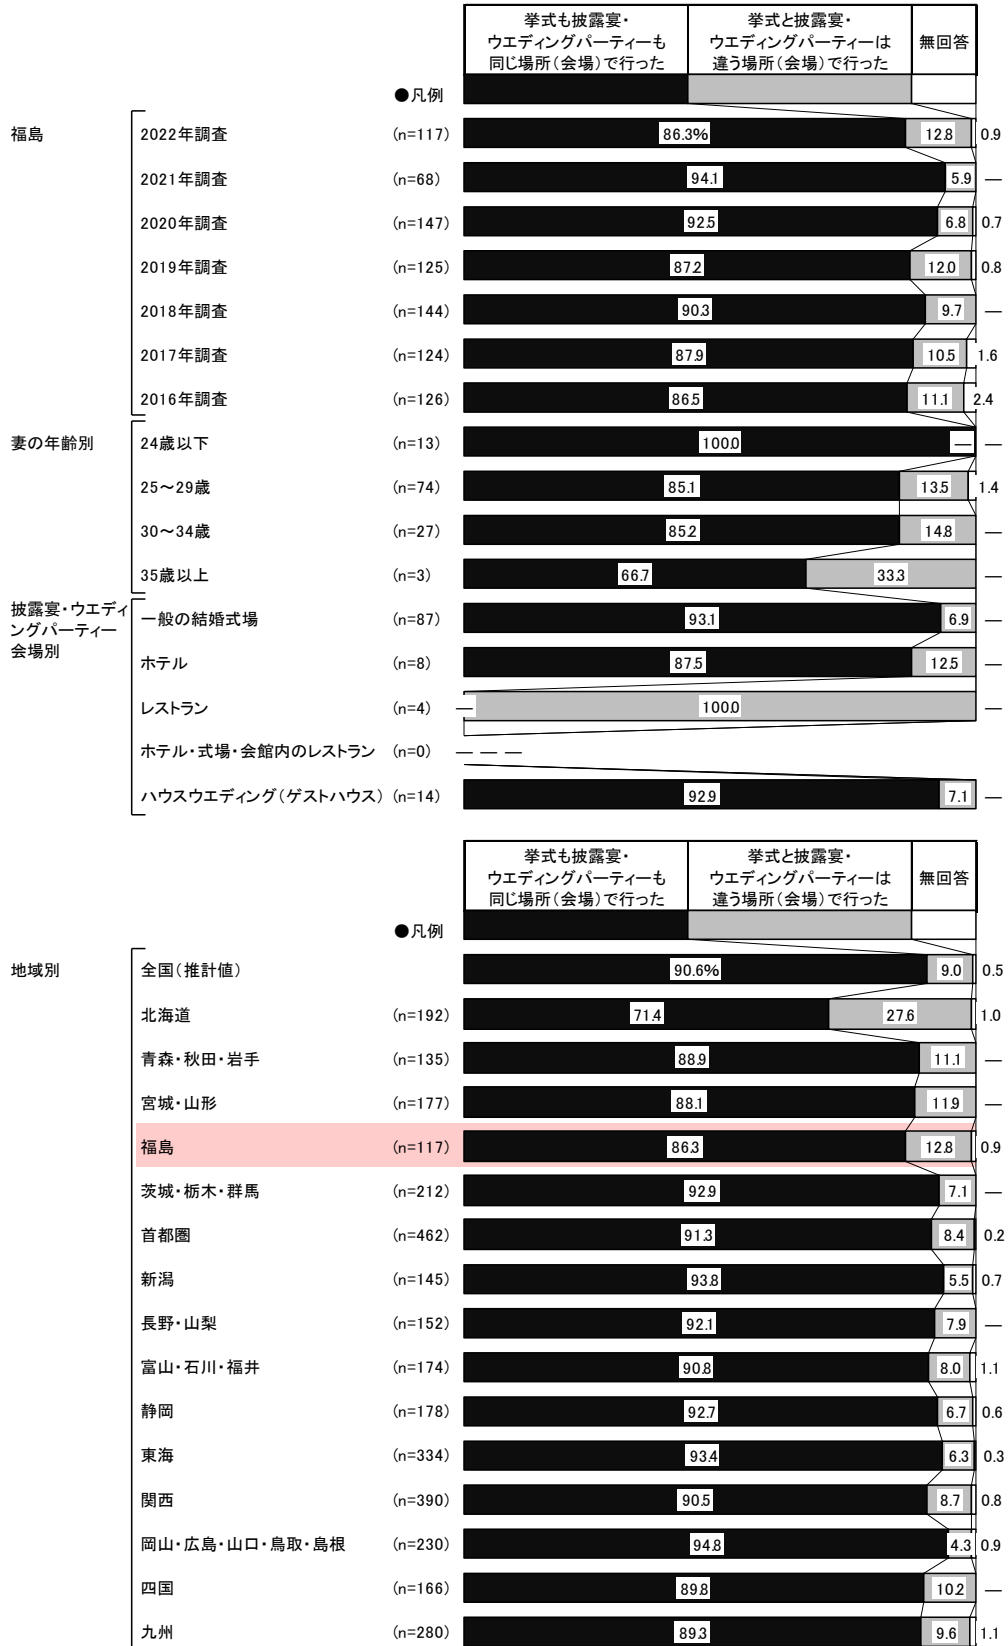 挙式も披露宴・
ウエディングパーティーも
同じ場所(会場)で行った
挙式と披露宴・
ウエディングパーティーは
違う場所(会場)で行った
無回答
●凡例
福島
2022年調査 (n=117) 86.3% 12.8 0.9
2021年調査 (n=68) 94.1 5.9 —
2020年調査 (n=147) 92.5 6.8 0.7
2019年調査 (n=125) 87.2 12.0 0.8
2018年調査 (n=144) 90.3 9.7 —
2017年調査 (n=124) 87.9 10.5 1.6
2016年調査 (n=126) 86.5 11.1 2.4
妻の年齢別
24歳以下 (n=13) 100.0 — —
25~29歳 (n=74) 85.1 13.5 1.4
30~34歳 (n=27) 85.2 14.8 —
35歳以上 (n=3) 66.7 33.3 —
披露宴・ウエディ
ングパーティー
会場別
一般の結婚式場 (n=87) 93.1 6.9 —
ホテル (n=8) 87.5 12.5 —
レストラン (n=4) — 100.0 —
ホテル・式場・会館内のレストラン (n=0) — — —
ハウスウエディング(ゲストハウス) (n=14) 92.9 7.1 —
挙式も披露宴・
ウエディングパーティーも
同じ場所(会場)で行った
挙式と披露宴・
ウエディングパーティーは
違う場所(会場)で行った
無回答
●凡例
地域別
全国(推計値) 90.6% 9.0 0.5
北海道 (n=192) 71.4 27.6 1.0
青森・秋田・岩手 (n=135) 88.9 11.1 —
宮城・山形 (n=177) 88.1 11.9 —
福島 (n=117) 86.3 12.8 0.9
茨城・栃木・群馬 (n=212) 92.9 7.1 —
首都圏 (n=462) 91.3 8.4 0.2
新潟 (n=145) 93.8 5.5 0.7
長野・山梨 (n=152) 92.1 7.9 —
富山・石川・福井 (n=174) 90.8 8.0 1.1
静岡 (n=178) 92.7 6.7 0.6
東海 (n=334) 93.4 6.3 0.3
関西 (n=390) 90.5 8.7 0.8
岡山・広島・山口・鳥取・島根 (n=230) 94.8 4.3 0.9
四国 (n=166) 89.8 10.2 —
九州 (n=280) 89.3 9.6 1.1